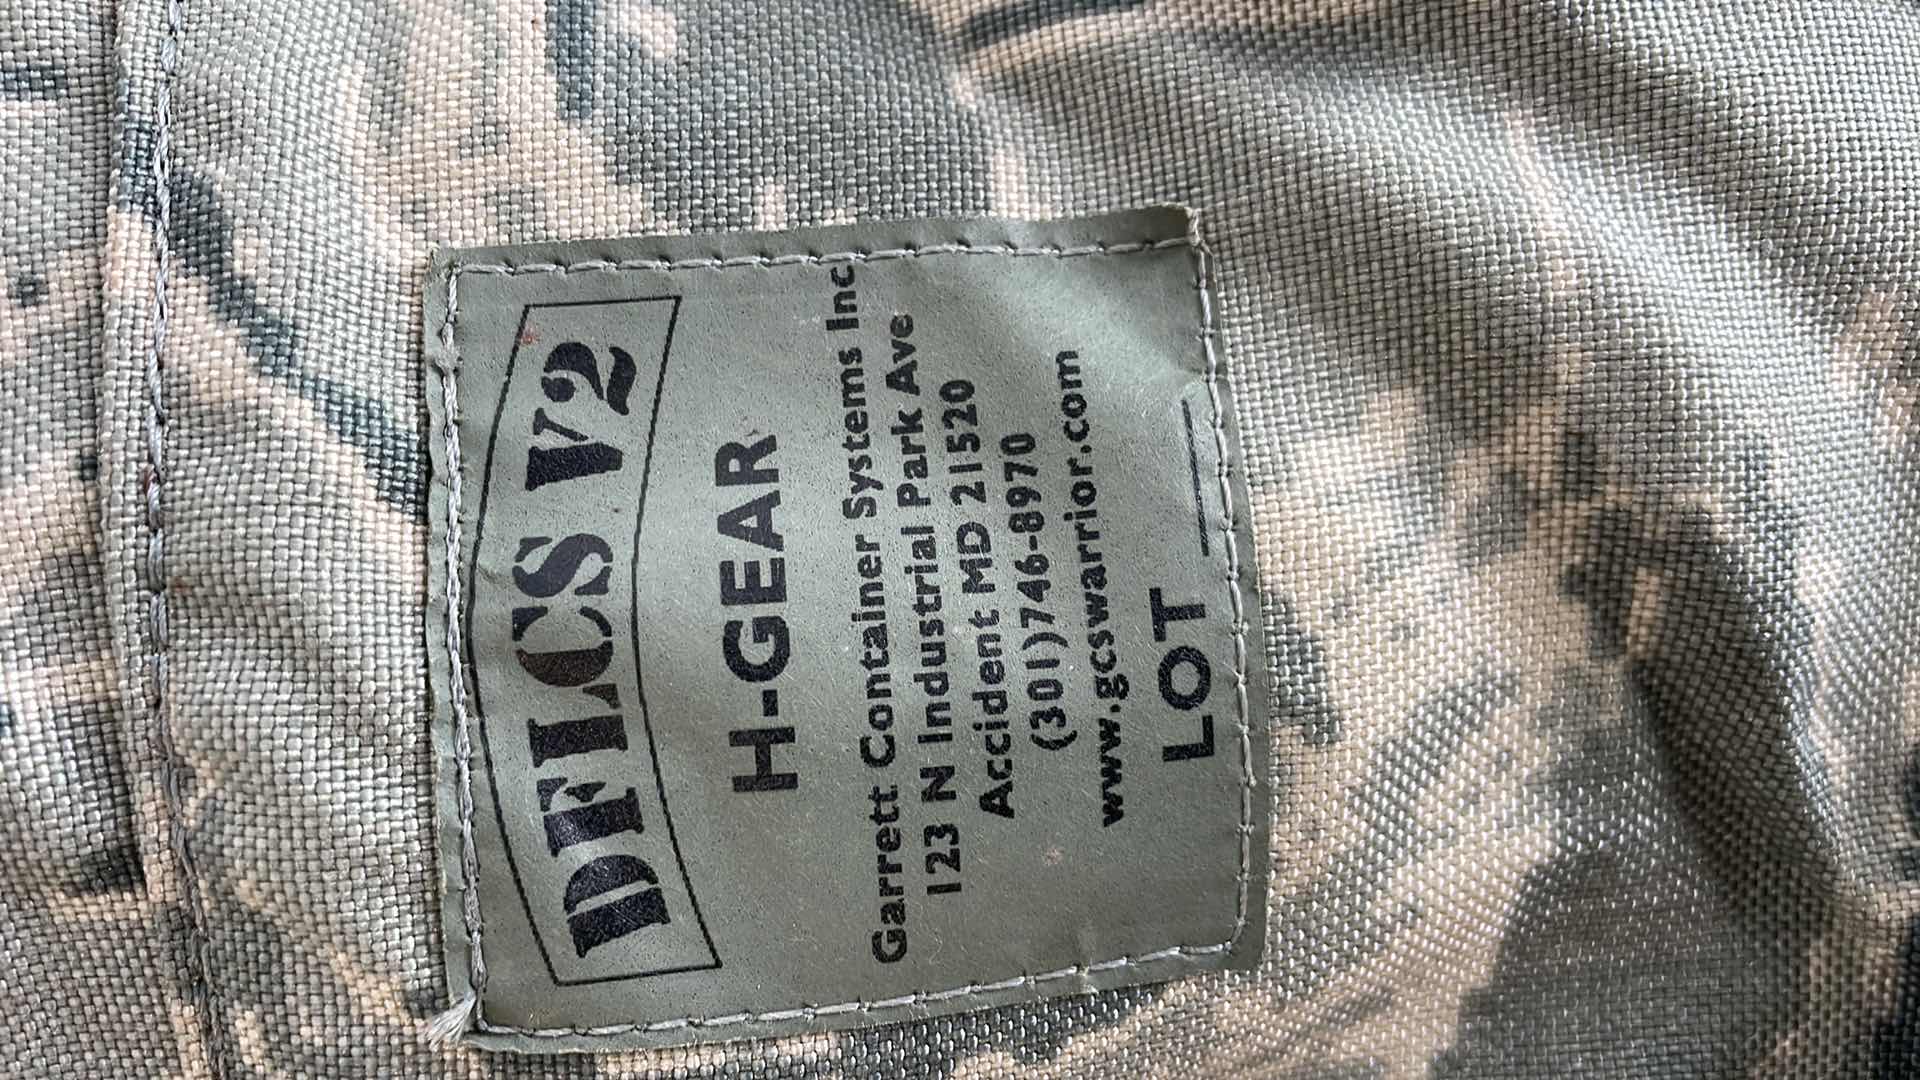 DFLCS V2
H-GEAR
Garrett Container Systems Inc
123 N Industrial Park Ave
Accident MD 21520
(301)746-8970
www.gcswarrior.com
LOT ____